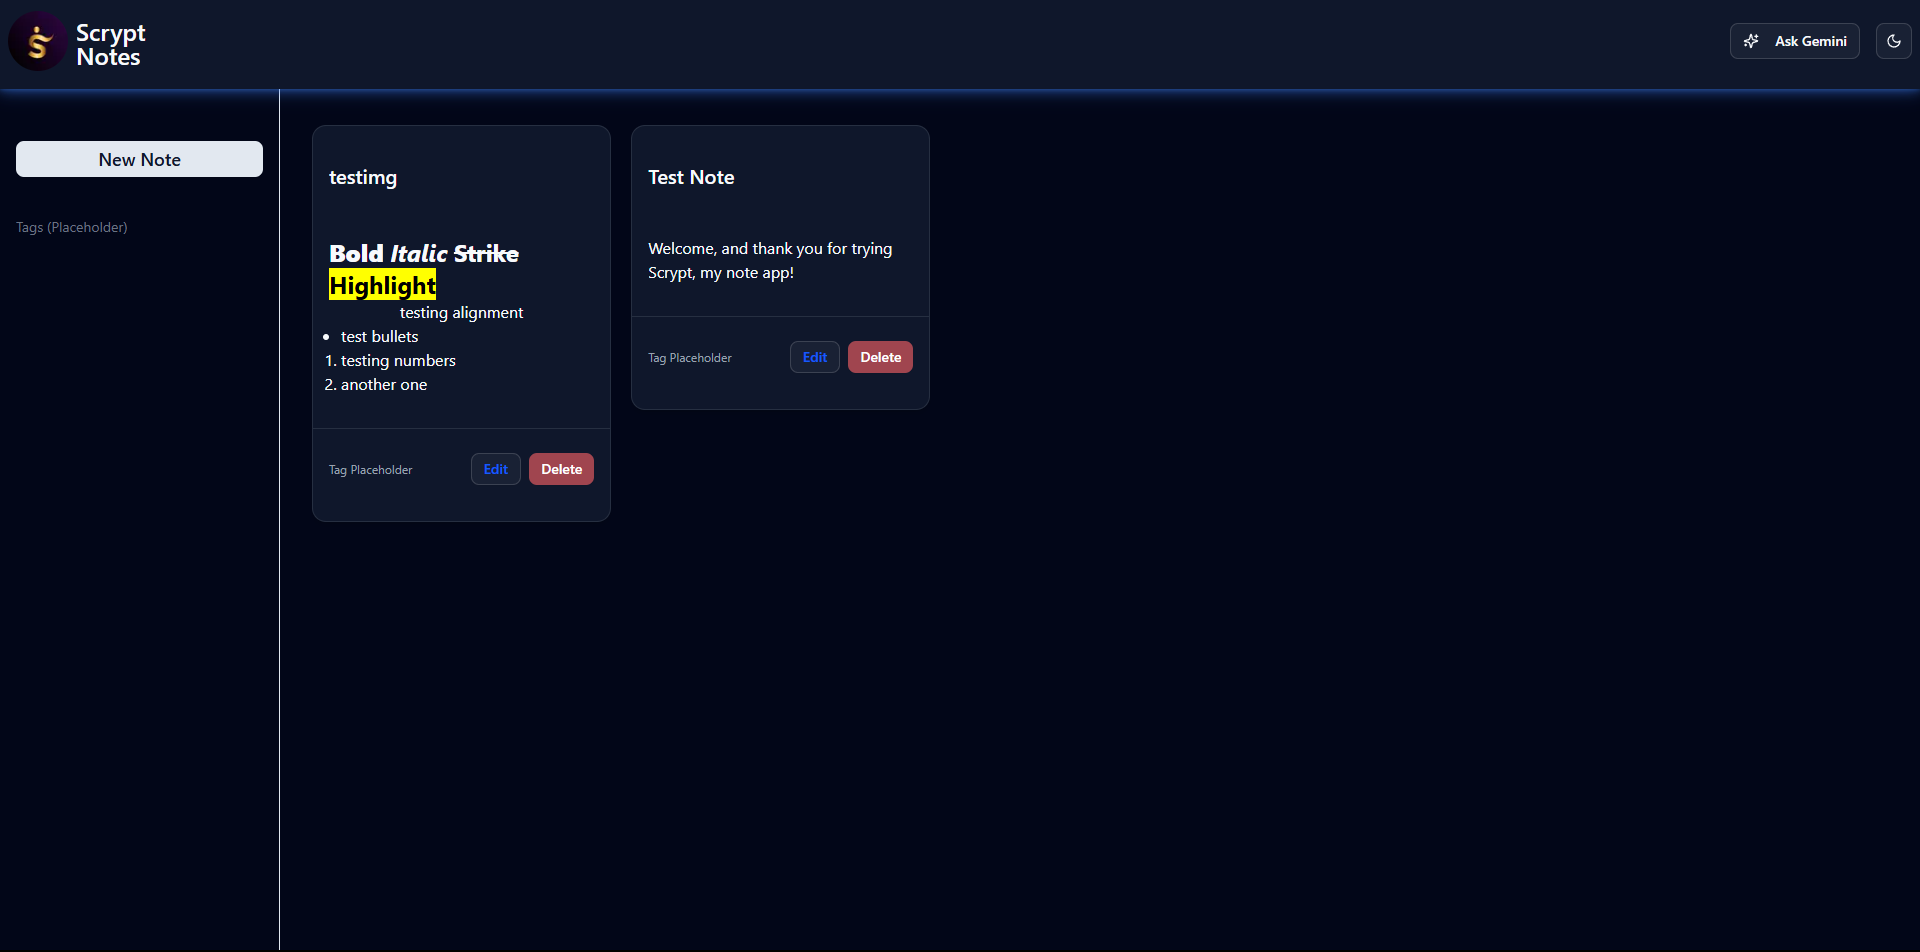 Scrypt
Notes
Ask Gemini
New Note
Tags (Placeholder)
testimg
Bold Italic Strike
Highlight
testing alignment
• test bullets
1. testing numbers
2. another one
Tag Placeholder
Edit
Delete
Test Note
Welcome, and thank you for trying
Scrypt, my note app!
Tag Placeholder
Edit
Delete